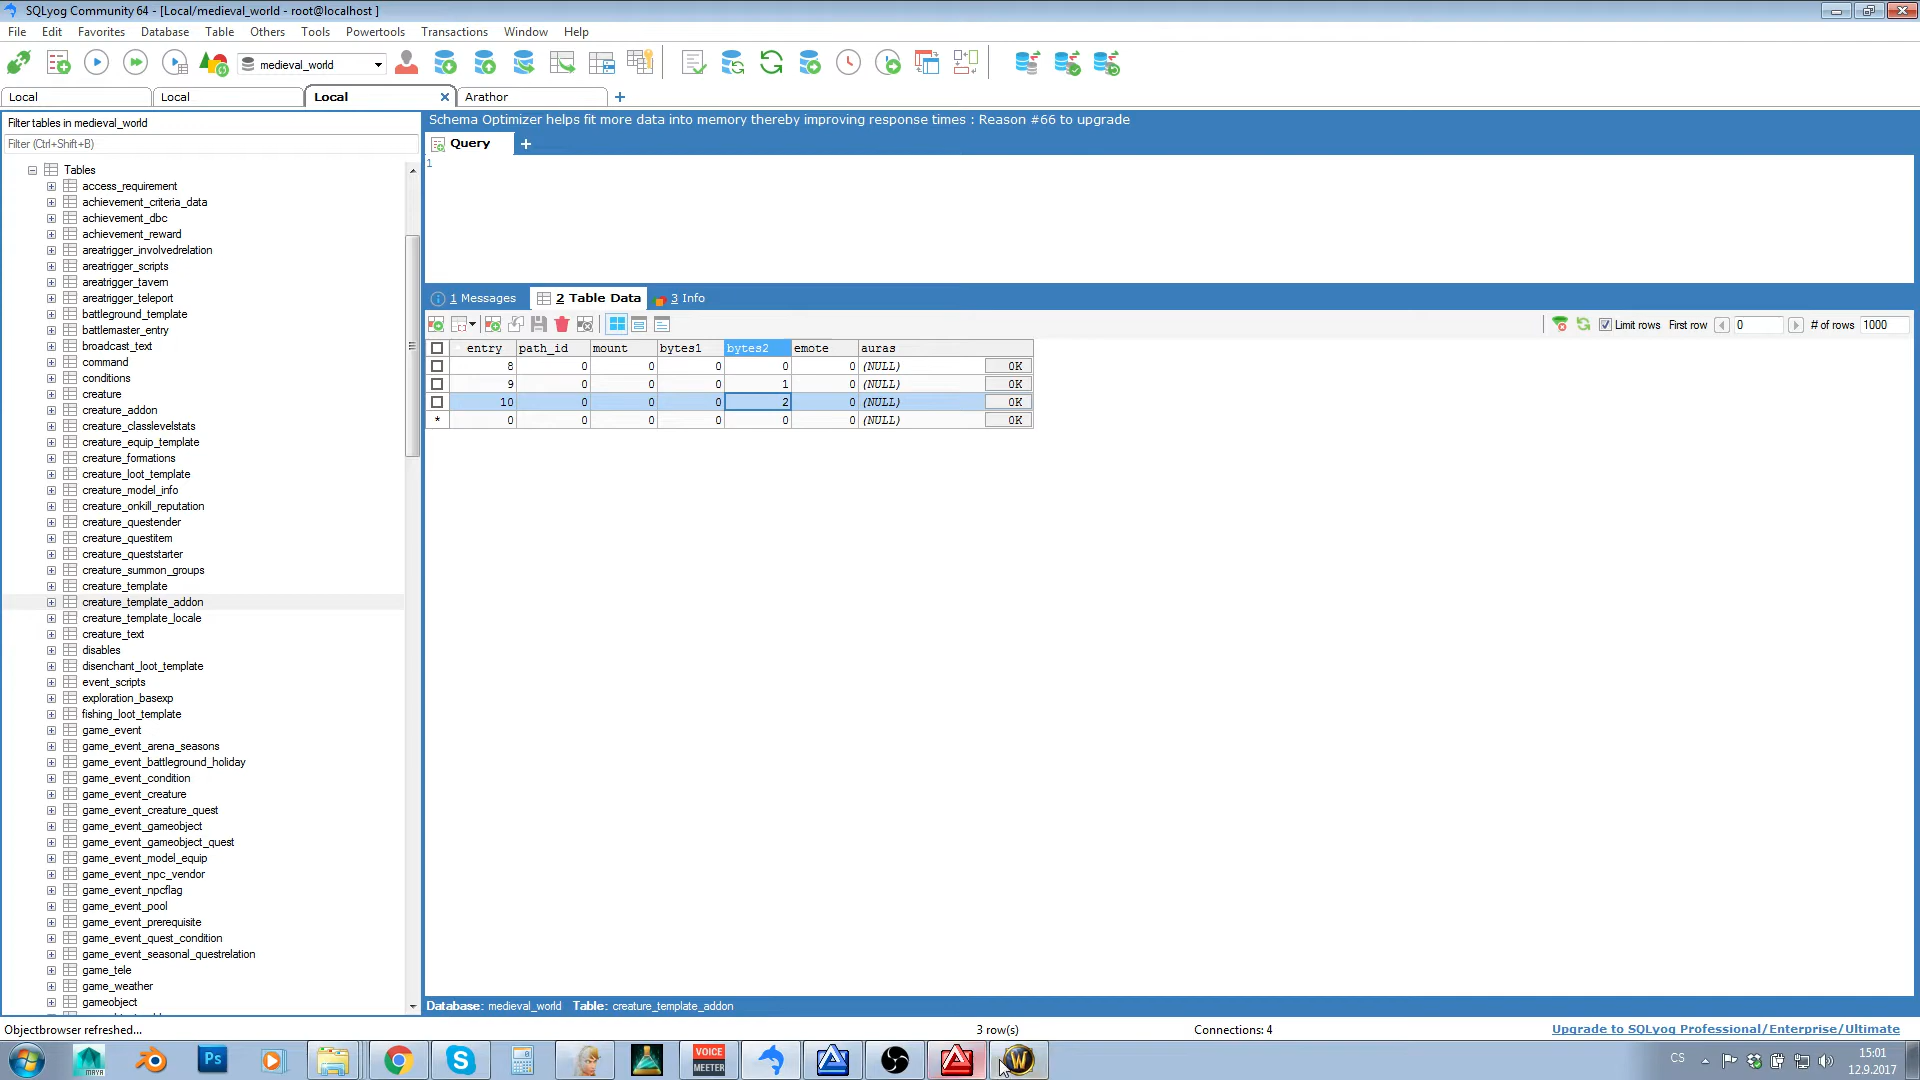 SQLyog Community 64 - [Local/medieval_world - root@localhost ]
File Edit Favorites Database Table Others Tools Powertools Transactions Window Help
medieval_world
Local Local Local Arathor
Filter tables in medieval_world
Filter (Ctrl+Shift+B)
Tables
access_requirement
achievement_criteria_data
achievement_dbc
achievement_reward
areatrigger_involvedrelation
areatrigger_scripts
areatrigger_tavern
areatrigger_teleport
battleground_template
battlemaster_entry
broadcast_text
command
conditions
creature
creature_addon
creature_classlevelstats
creature_equip_template
creature_formations
creature_loot_template
creature_model_info
creature_onkill_reputation
creature_questender
creature_questitem
creature_queststarter
creature_summon_groups
creature_template
creature_template_addon
creature_template_locale
creature_text
disables
disenchant_loot_template
event_scripts
exploration_basexp
fishing_loot_template
game_event
game_event_arena_seasons
game_event_battleground_holiday
game_event_condition
game_event_creature
game_event_creature_quest
game_event_gameobject
game_event_gameobject_quest
game_event_model_equip
game_event_npc_vendor
game_event_npcflag
game_event_pool
game_event_prerequisite
game_event_quest_condition
game_event_seasonal_questrelation
game_tele
game_weather
gameobject
Schema Optimizer helps fit more data into memory thereby improving response times : Reason #66 to upgrade
Query
1
1 Messages 2 Table Data 3 Info
Limit rows First row 0 # of rows 1000
entry path_id mount bytes1 bytes2 emote auras
8 0 0 0 0 0 (NULL) 0K
9 0 0 0 1 0 (NULL) 0K
10 0 0 0 2 0 (NULL) 0K
* 0 0 0 0 0 0 (NULL) 0K
Database: medieval_world Table: creature_template_addon
Objectbrowser refreshed... 3 row(s) Connections: 4 Upgrade to SQLyog Professional/Enterprise/Ultimate
MAYA Ps VOICE MEETER W CS 15:01
12.9.2017